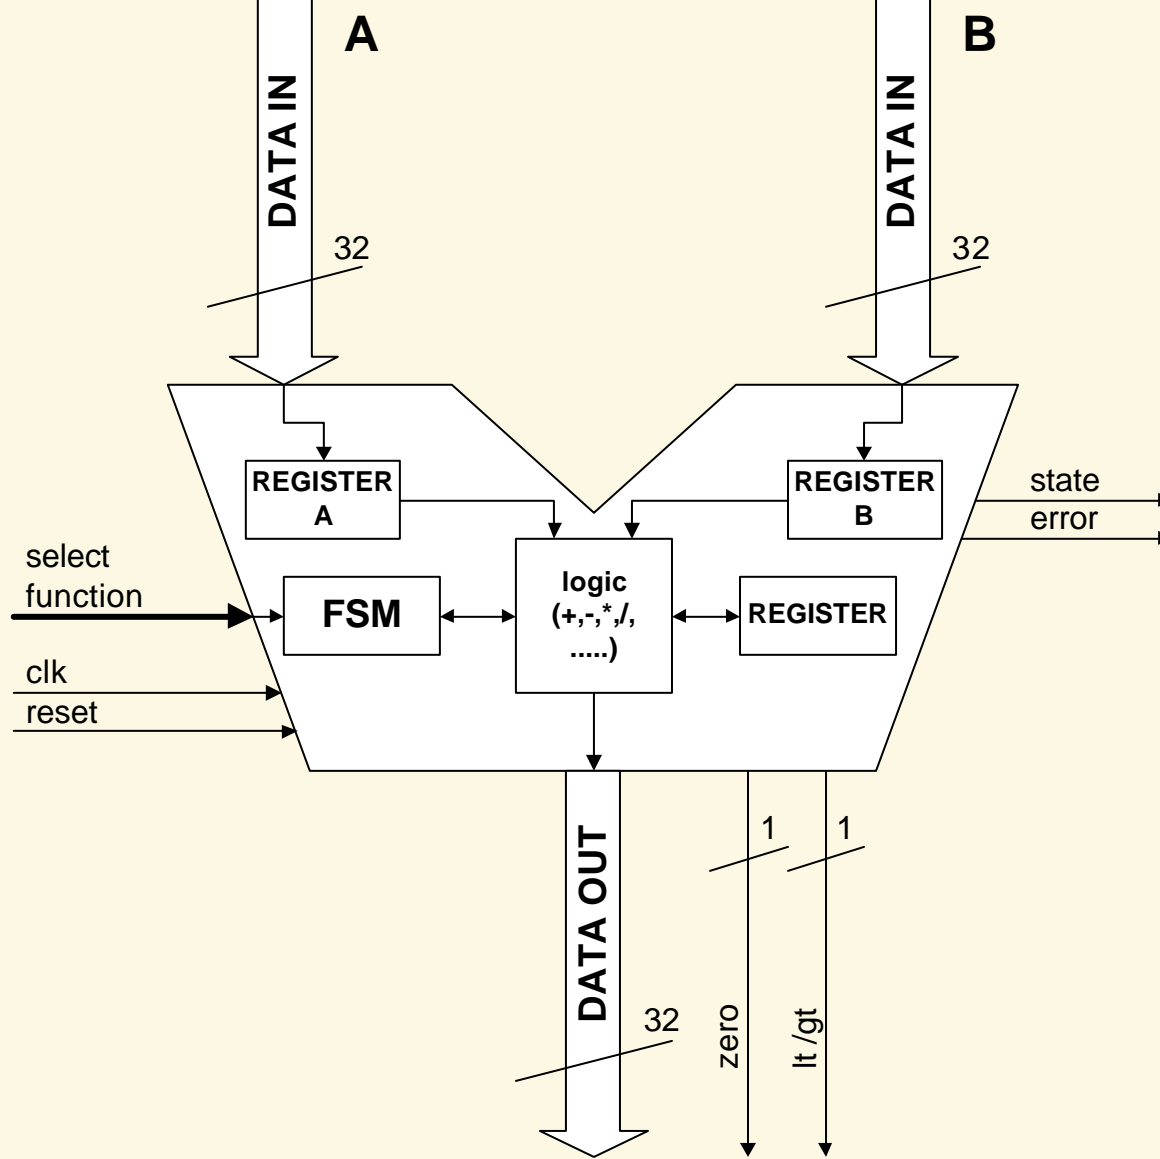 A
B
DATA IN
DATA IN
32
32
REGISTER
A
REGISTER
B
state
error
select
function
FSM
logic
(+,-,*,/,
.....)
REGISTER
clk
reset
DATA OUT
1
1
32
zero
lt /gt